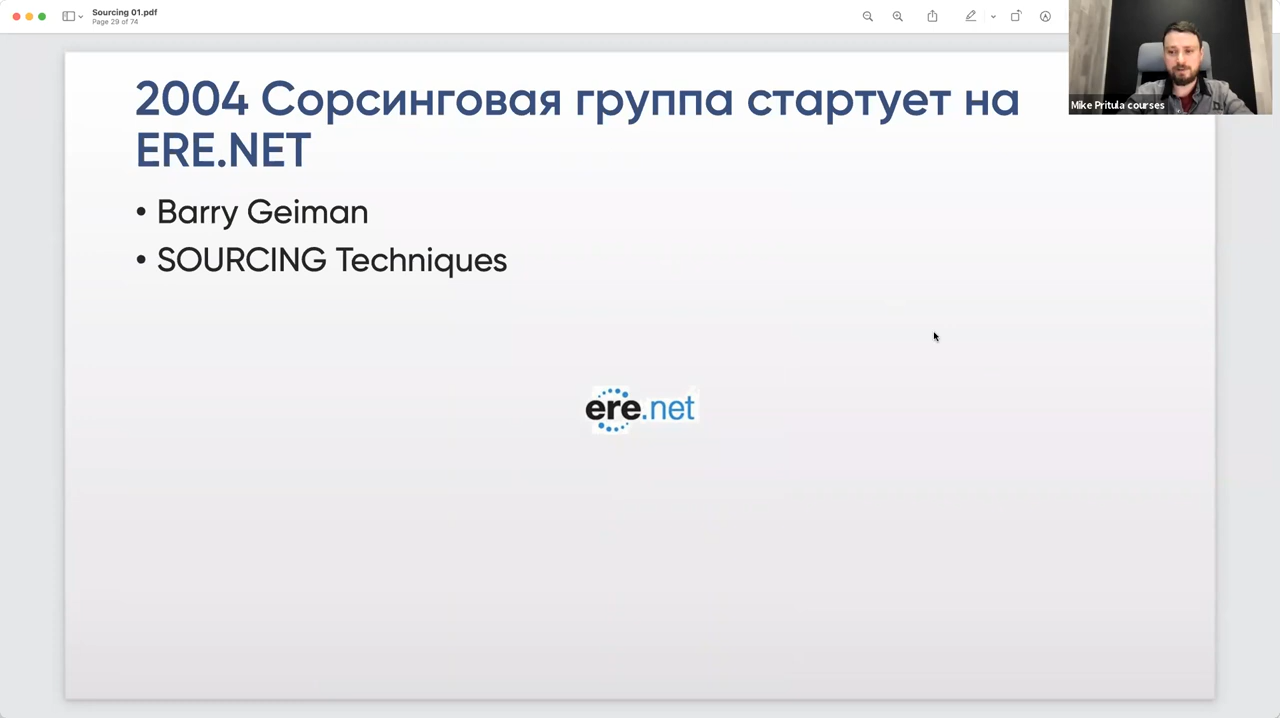 Sourcing 01.pdf
Page 29 of 74
Mike Pritula courses
2004 Сорсинговая группа стартует на
ERE.NET
• Barry Geiman
• SOURCING Techniques
ere.net